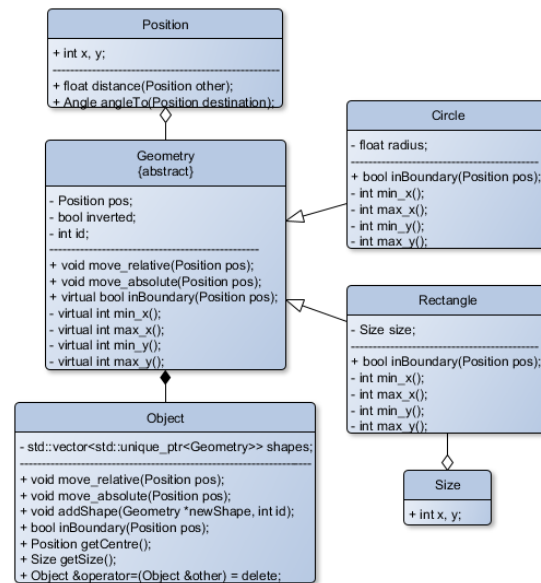 Position
+ int x, y;
+ float distance(Position other);
+ Angle angleTo(Position destination);
Geometry
{abstract}
- Position pos;
- bool inverted;
- int id;
+ void move_relative(Position pos);
+ void move_absolute(Position pos);
+ virtual bool inBoundary(Position pos);
- virtual int min_x();
- virtual int max_x();
- virtual int min_y();
- virtual int max_y();
Object
- std::vector<std::unique_ptr<Geometry>> shapes;
+ void move_relative(Position pos);
+ void move_absolute(Position pos);
+ void addShape(Geometry *newShape, int id);
+ bool inBoundary(Position pos);
+ Position getCentre();
+ Size getSize();
+ Object &operator=(Object &other) = delete;
Circle
- float radius;
+ bool inBoundary(Position pos);
- int min_x();
- int max_x();
- int min_y();
- int max_y();
Rectangle
- Size size;
+ bool inBoundary(Position pos);
- int min_x();
- int max_x();
- int min_y();
- int max_y();
Size
+ int x, y;